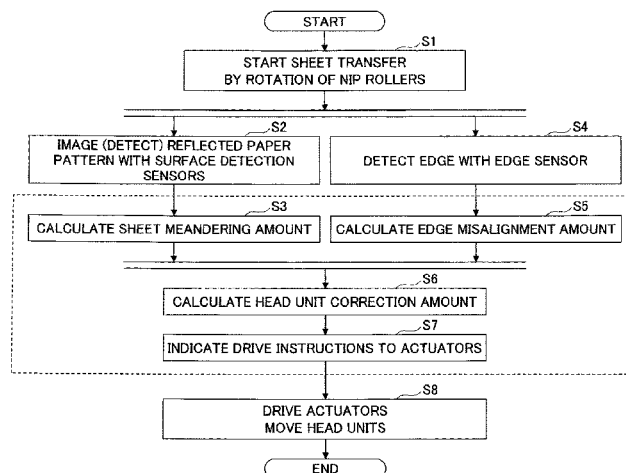 START
S1
START SHEET TRANSFER
BY ROTATION OF NIP ROLLERS
S2
IMAGE (DETECT) REFLECTED PAPER
PATTERN WITH SURFACE DETECTION
SENSORS
S4
DETECT EDGE WITH EDGE SENSOR
S3
CALCULATE SHEET MEANDERING AMOUNT
S5
CALCULATE EDGE MISALIGNMENT AMOUNT
S6
CALCULATE HEAD UNIT CORRECTION AMOUNT
S7
INDICATE DRIVE INSTRUCTIONS TO ACTUATORS
S8
DRIVE ACTUATORS
MOVE HEAD UNITS
END